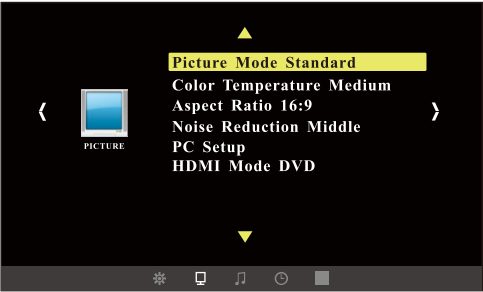 Picture Mode Standard
Color Temperature Medium
Aspect Ratio 16:9
Noise Reduction Middle
PC Setup
HDMI Mode DVD
PICTURE